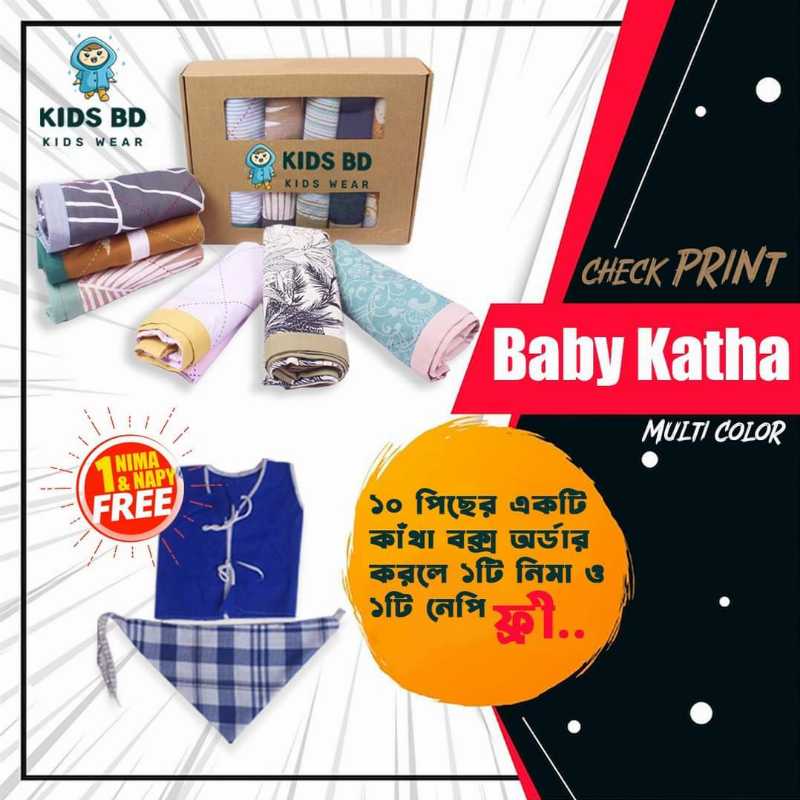 KIDS BD
KIDS WEAR
KIDS BD
KIDS WEAR
CHECK PRINT
Baby Katha
MULTI COLOR
1 NIMA
& NAPY
FREE
১০ পিছের একটি
কাঁথা বক্স অর্ডার
করলে ১টি নিমা ও
১টি নেপি ফ্রী..